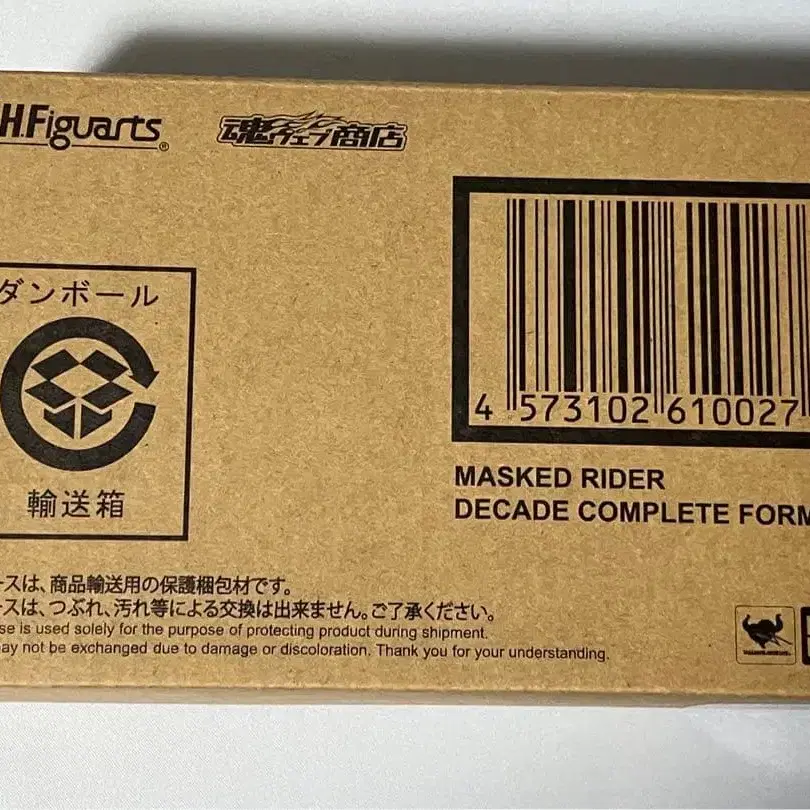 H.Figuarts®
魂ウェブ商店
ダンボール
輸送箱
4 573102 610027
MASKED RIDER
DECADE COMPLETE FORM
ースは、商品輸送用の保護梱包材です。
ースは、つぶれ、汚れ等による交換は出来ません。ご了承ください。
se is used solely for the purpose of protecting product during shipment.
nay not be exchanged due to damage or discoloration. Thank you for your understanding.